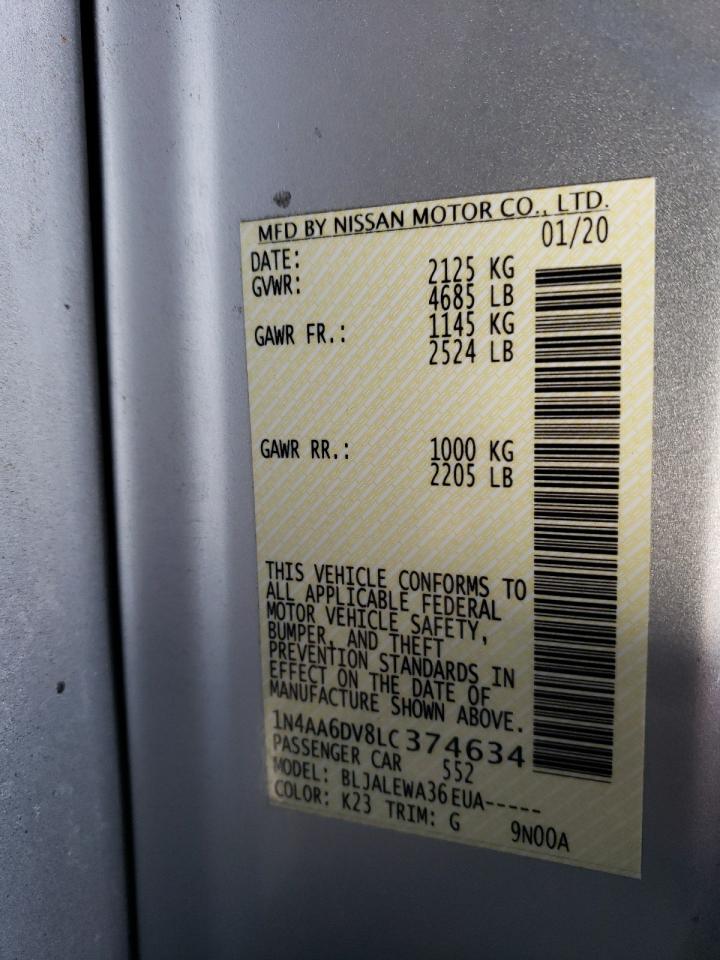 MFD BY NISSAN MOTOR CO., LTD.
DATE: 01/20
GVWR: 2125 KG
4685 LB
GAWR FR.: 1145 KG
2524 LB
GAWR RR.: 1000 KG
2205 LB
THIS VEHICLE CONFORMS TO
ALL APPLICABLE FEDERAL
MOTOR VEHICLE SAFETY,
BUMPER, AND THEFT
PREVENTION STANDARDS IN
EFFECT ON THE DATE OF
MANUFACTURE SHOWN ABOVE.
1N4AA6DV8LC374634
PASSENGER CAR 552
MODEL: BLJALEWA36EUA-----
COLOR: K23 TRIM: G 9N00A